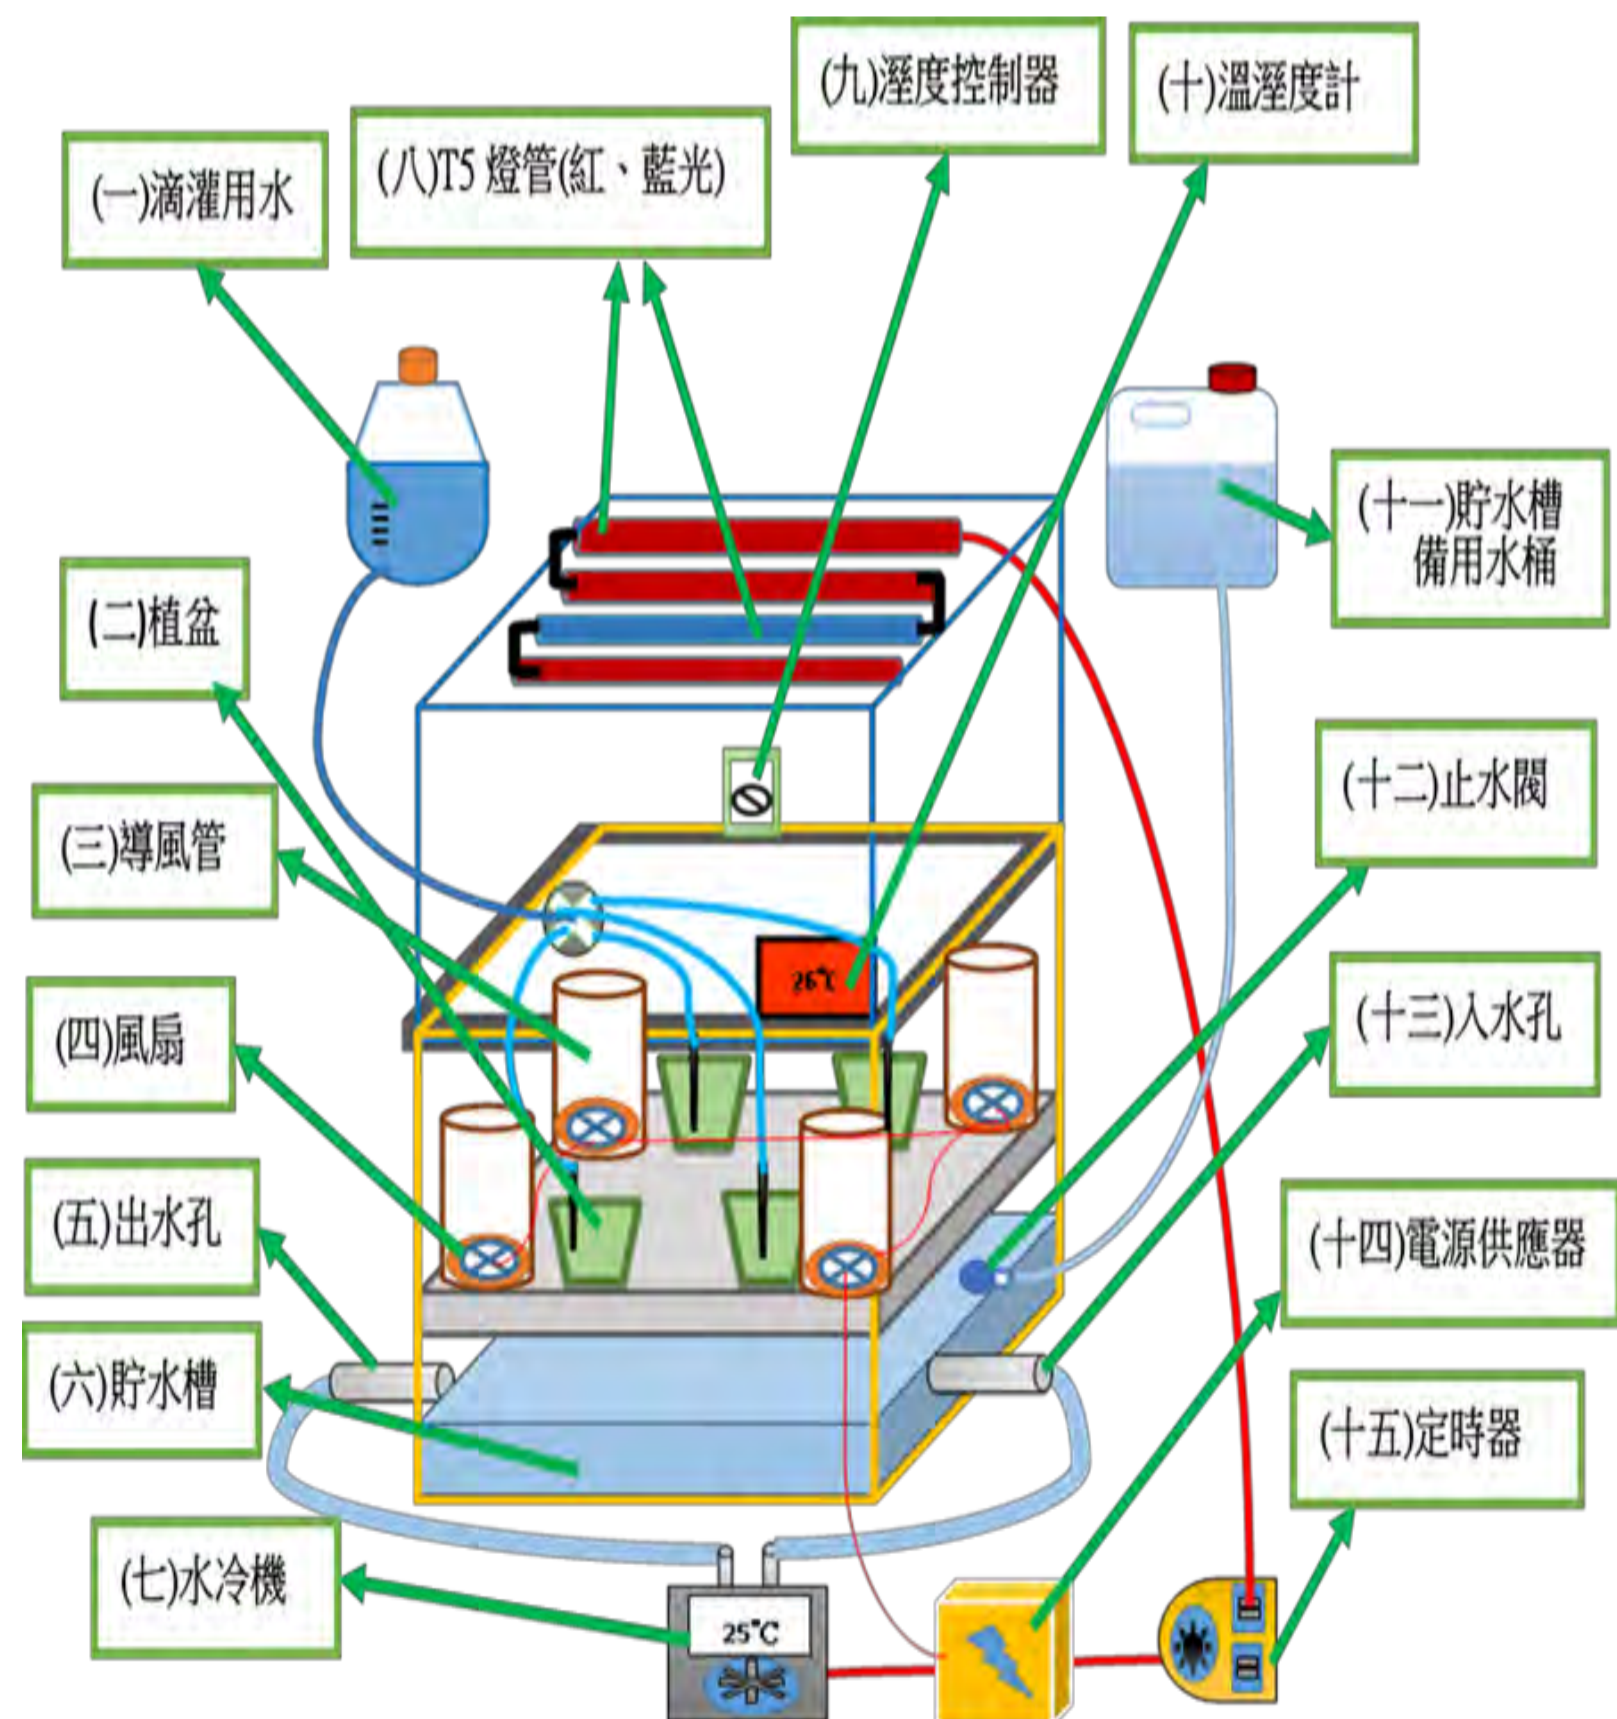 (一)滴灌用水
(二)植盆
(三)導風管
(四)風扇
(五)出水孔
(六)貯水槽
(七)水冷機
(八)T5 燈管(紅、藍光)
(九)溼度控制器
(十)溫溼度計
(十一)貯水槽
備用水桶
(十二)止水閥
(十三)入水孔
(十四)電源供應器
(十五)定時器
25℃